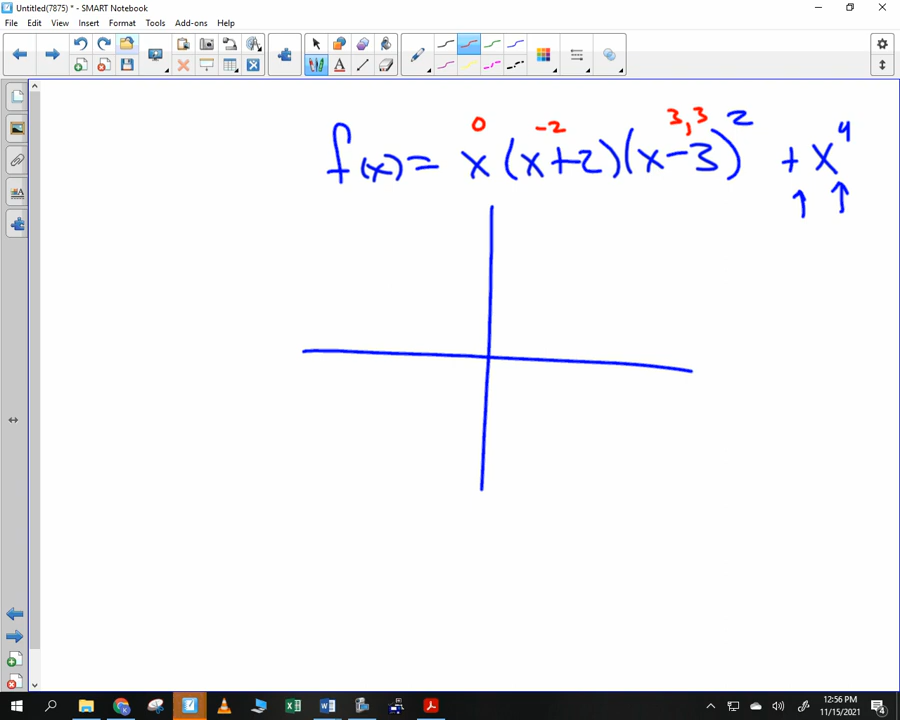 Untitled(7875) * - SMART Notebook
File Edit View Insert Format Tools Add-ons Help
0 -2 3,3
f(x) = x(x+2)(x-3)² + x⁴
↑ ↑
12:56 PM
11/15/2021
4